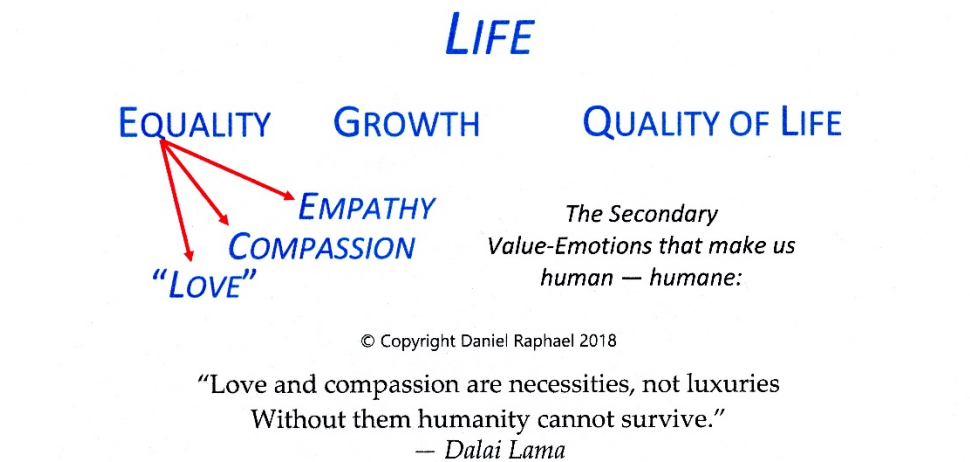 LIFE
EQUALITY GROWTH QUALITY OF LIFE
EMPATHY
COMPASSION
“LOVE”
The Secondary
Value-Emotions that make us
human — humane:
© Copyright Daniel Raphael 2018
“Love and compassion are necessities, not luxuries
Without them humanity cannot survive.”
— Dalai Lama